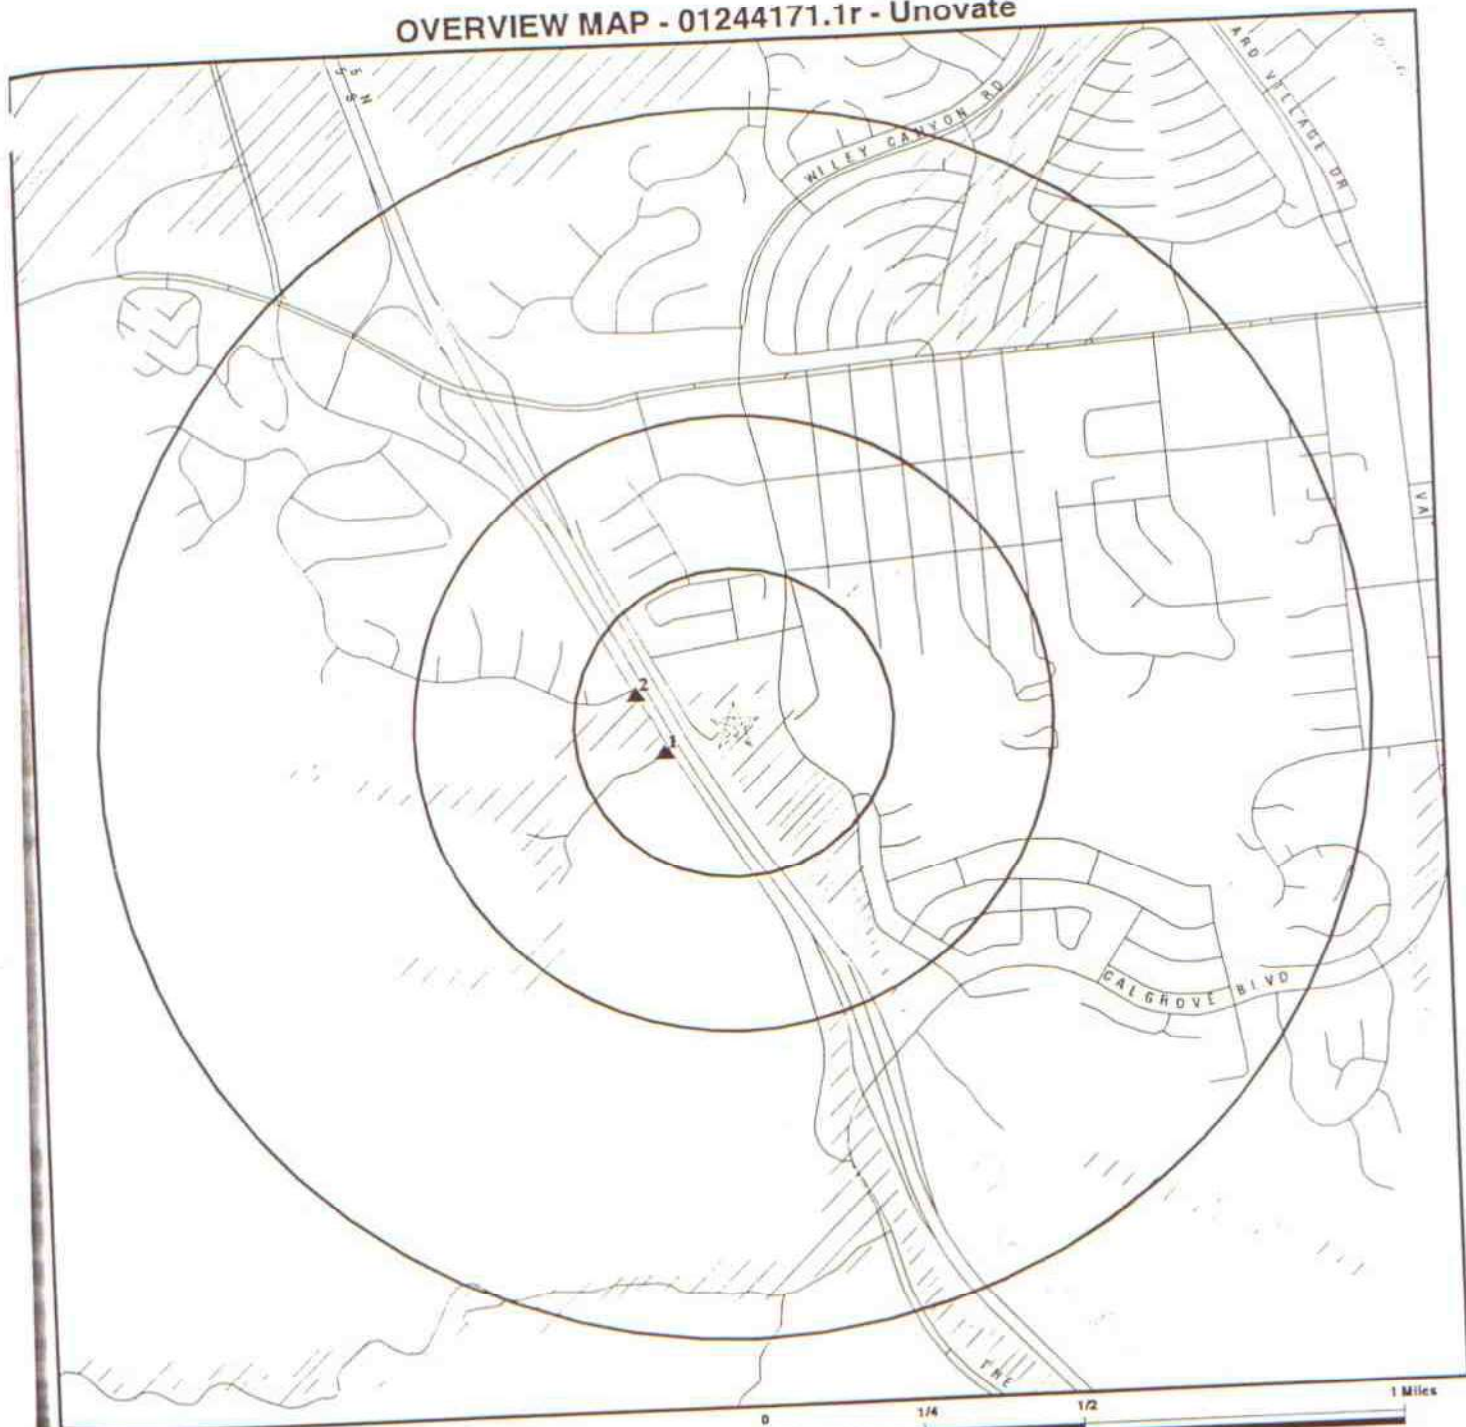 OVERVIEW MAP - 01244171.1r - Unovate
WILEY CANYON RD
ARD VILLAGE DR
VA
2
1
CALGROVE BLVD
0 1/4 1/2 1 Miles